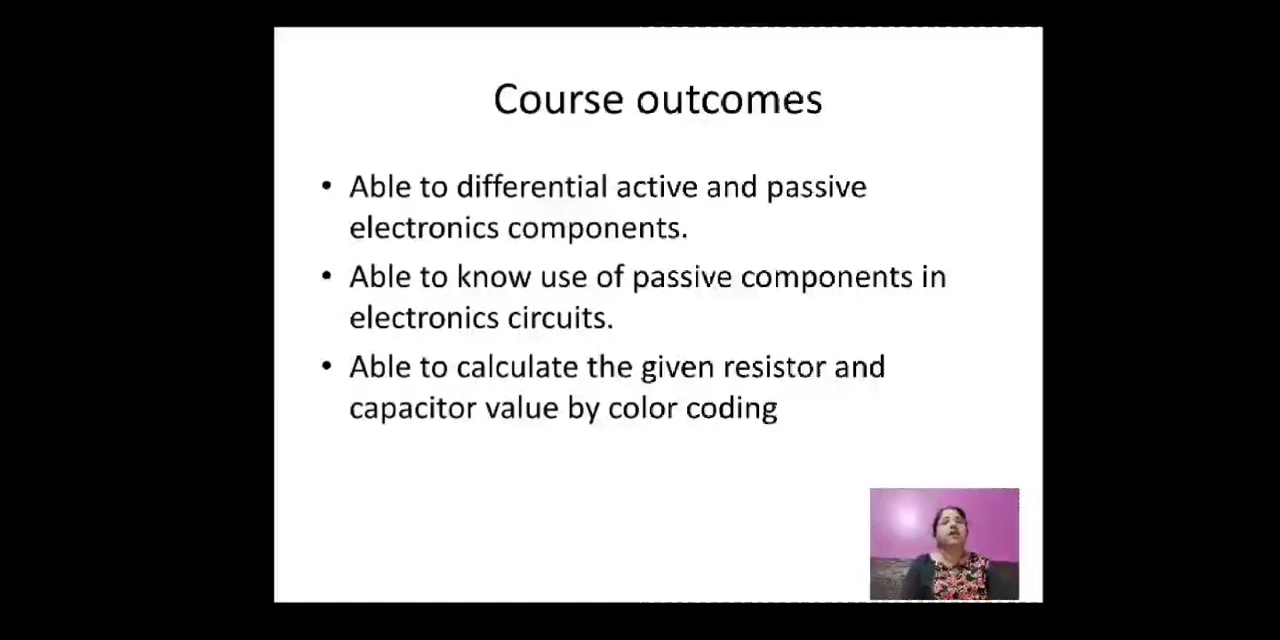 Course outcomes
• Able to differential active and passive
electronics components.
• Able to know use of passive components in
electronics circuits.
• Able to calculate the given resistor and
capacitor value by color coding